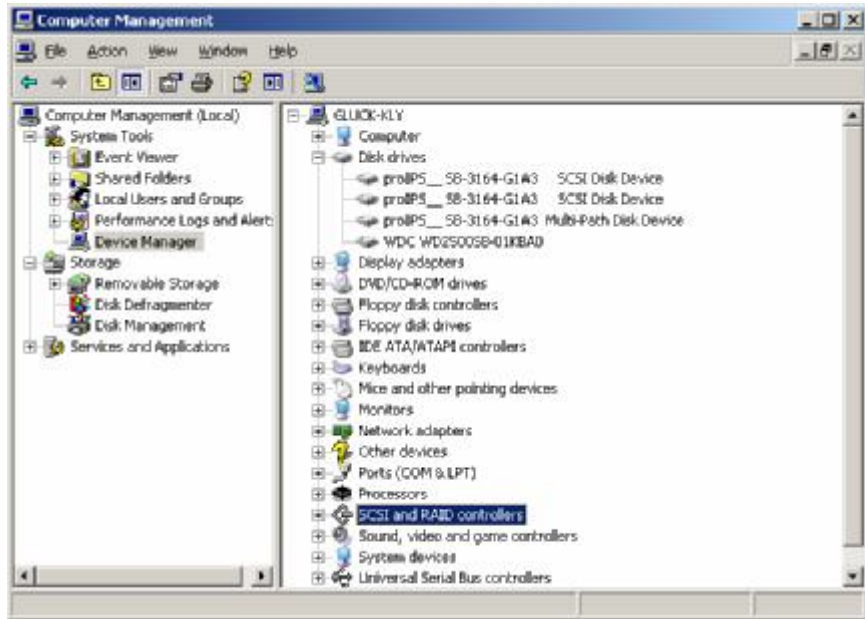 Computer Management
File Action View Window Help
Computer Management (Local)
System Tools
Event Viewer
Shared Folders
Local Users and Groups
Performance Logs and Alert:
Device Manager
Storage
Removable Storage
Disk Defragmenter
Disk Management
Services and Applications
GLUCK-KLY
Computer
Disk drives
SCSI Disk Device
SCSI Disk Device
Multi-Path Disk Device
WDC
Display adapters
DVD/CD-ROM drives
Floppy disk controllers
Floppy disk drives
IDE ATA/ATAPI controllers
Keyboards
Mice and other pointing devices
Monitors
Network adapters
Other devices
Ports (COM & LPT)
Processors
SCSI and RAID controllers
Sound, video and game controllers
System devices
Universal Serial Bus controllers